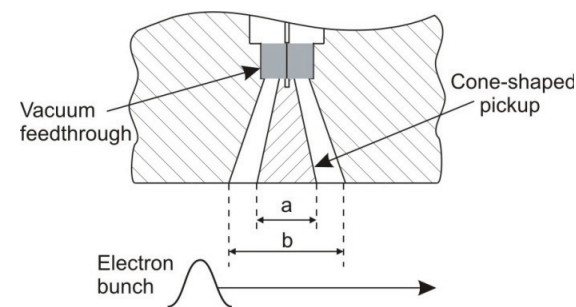 Vacuum
feedthrough
Cone-shaped
pickup
a
b
Electron
bunch